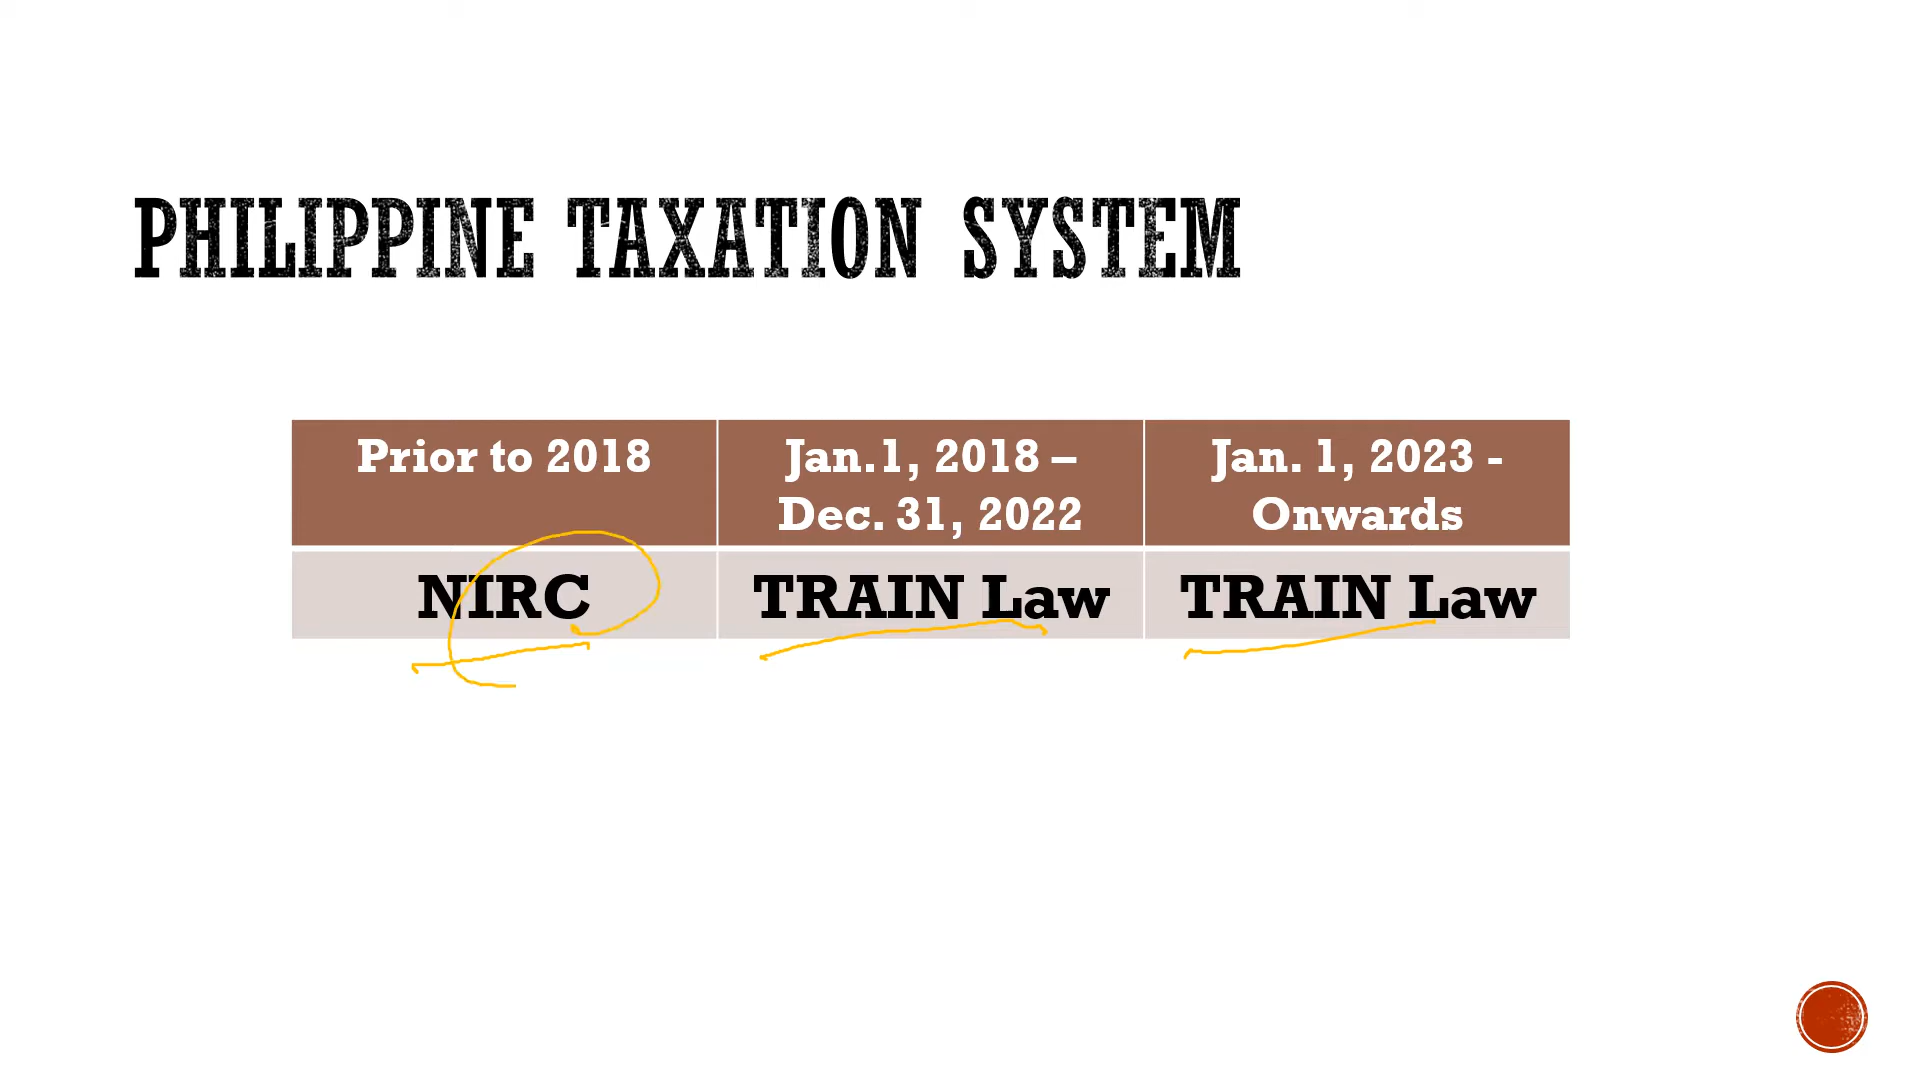 PHILIPPINE TAXATION SYSTEM
Prior to 2018
Jan.1, 2018 –
Dec. 31, 2022
Jan. 1, 2023 -
Onwards
NIRC
TRAIN Law
TRAIN Law